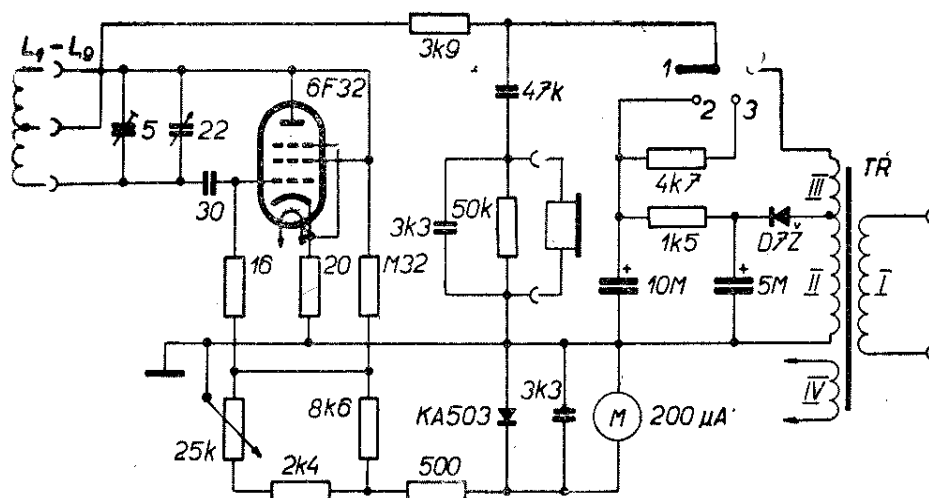 L1 - L9
3k9
1
6F32
47k
2
3
TR
5
22
4k7
III
30
3k3
50k
1k5
D7Ž
16
20
M32
10M
5M
II
I
3k3
IV
8k6
KA503
M
200 µA
25k
2k4
500